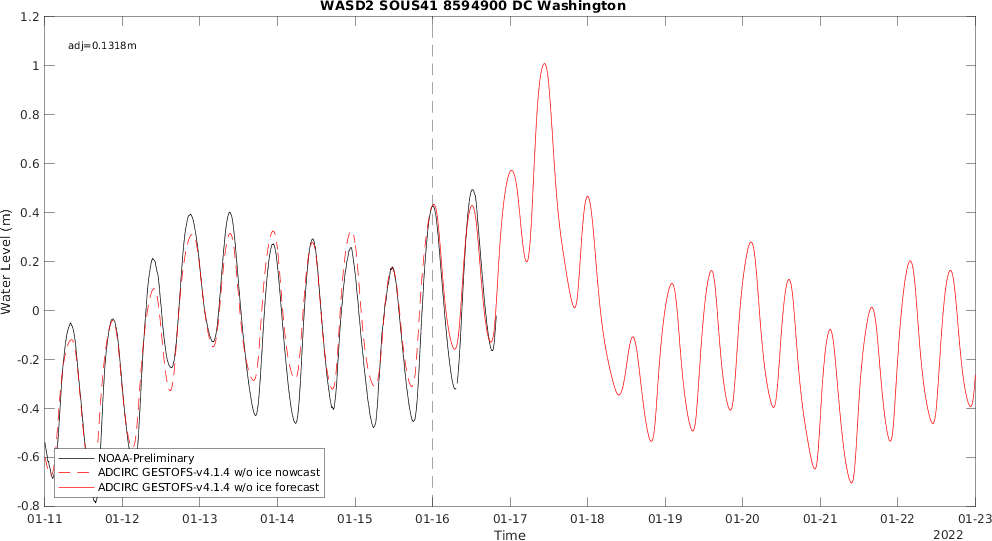 WASD2 SOUS41 8594900 DC Washington
adj=0.1318m
1.2
1
0.8
0.6
0.4
0.2
0
-0.2
-0.4
-0.6
-0.8
Water Level (m)
NOAA-Preliminary
ADCIRC GESTOFS-v4.1.4 w/o ice nowcast
ADCIRC GESTOFS-v4.1.4 w/o ice forecast
01-11 01-12 01-13 01-14 01-15 01-16 01-17 01-18 01-19 01-20 01-21 01-22 01-23
Time
2022